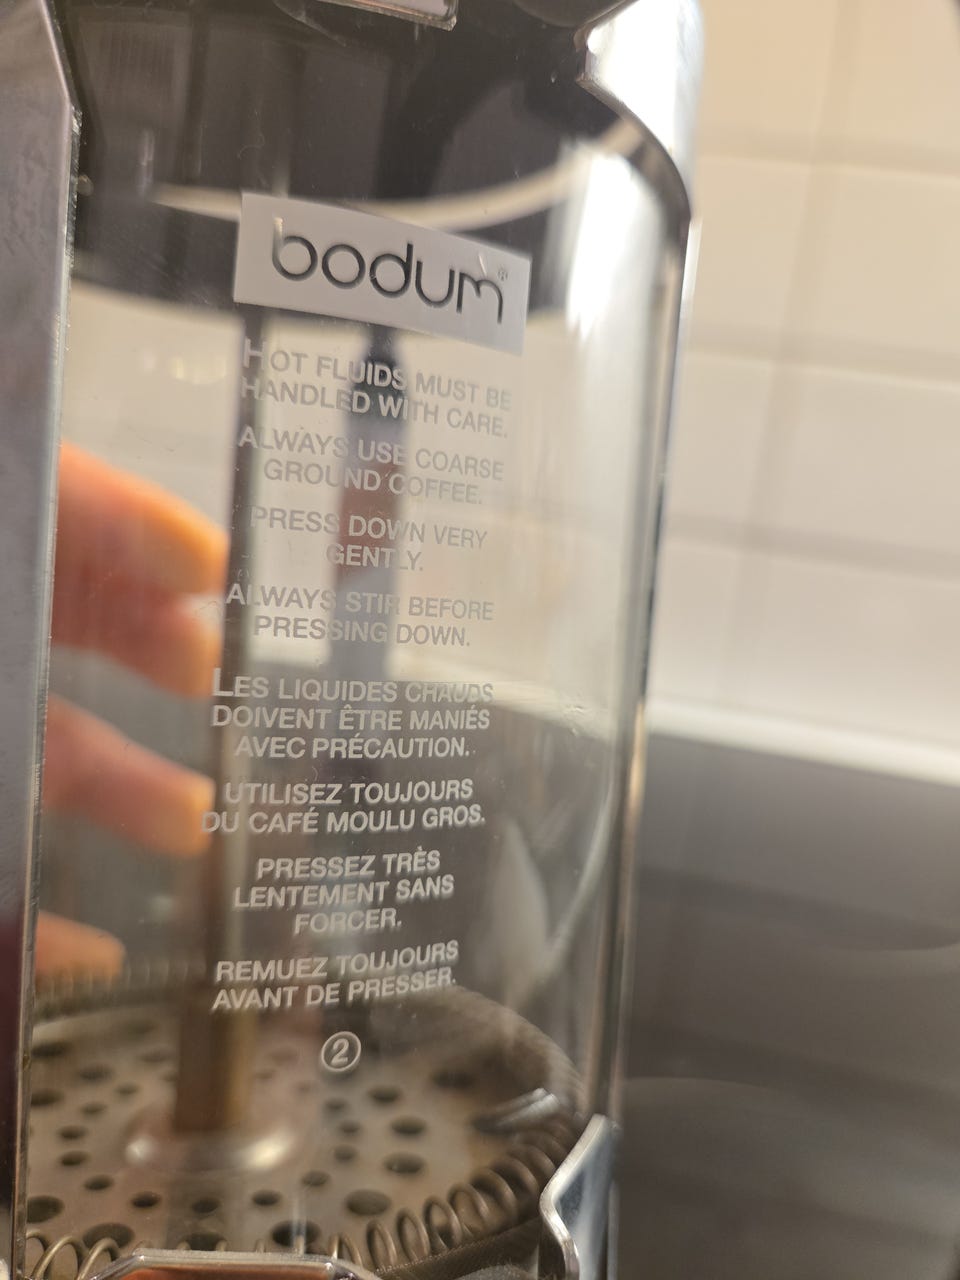 bodum®
HOT FLUIDS MUST BE
HANDLED WITH CARE.
ALWAYS USE COARSE
GROUND COFFEE.
PRESS DOWN VERY
GENTLY.
ALWAYS STIR BEFORE
PRESSING DOWN.
LES LIQUIDES CHAUDS
DOIVENT ÊTRE MANIÉS
AVEC PRÉCAUTION.
UTILISEZ TOUJOURS
DU CAFÉ MOULU GROS.
PRESSEZ TRÈS
LENTEMENT SANS
FORCER.
REMUEZ TOUJOURS
AVANT DE PRESSER.
②